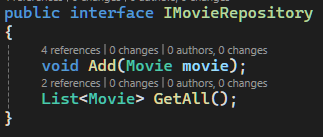 public interface IMovieRepository
{
4 references | 0 changes | 0 authors, 0 changes
void Add(Movie movie);
2 references | 0 changes | 0 authors, 0 changes
List<Movie> GetAll();
}